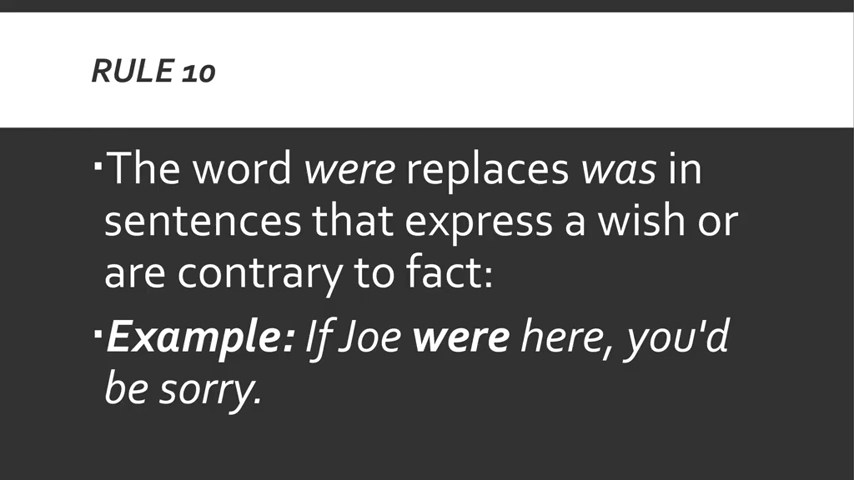 RULE 10
▪The word were replaces was in
sentences that express a wish or
are contrary to fact:
▪Example: If Joe were here, you'd
be sorry.